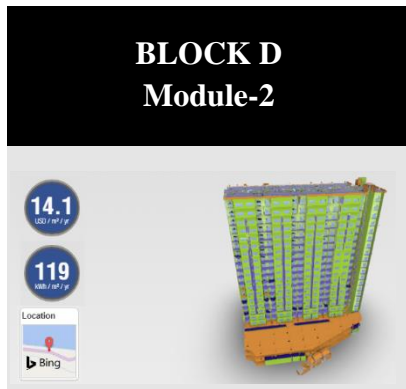 BLOCK D
Module-2
14.1
USD / m² / yr
119
kWh / m² / yr
Location
Bing